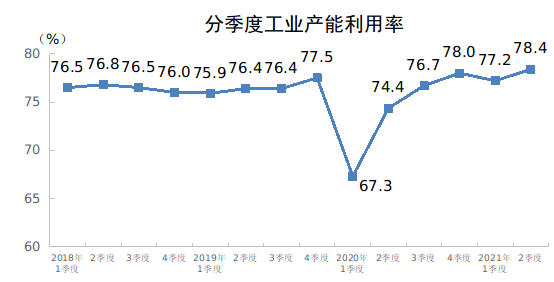 分季度工业产能利用率
(%)
80
75
70
65
60
76.5
76.8
76.5
76.0
75.9
76.4
76.4
77.5
67.3
74.4
76.7
78.0
77.2
78.4
2018年
1季度
2季度
3季度
4季度
2019年
1季度
2季度
3季度
4季度
2020年
1季度
2季度
3季度
4季度
2021年
1季度
2季度